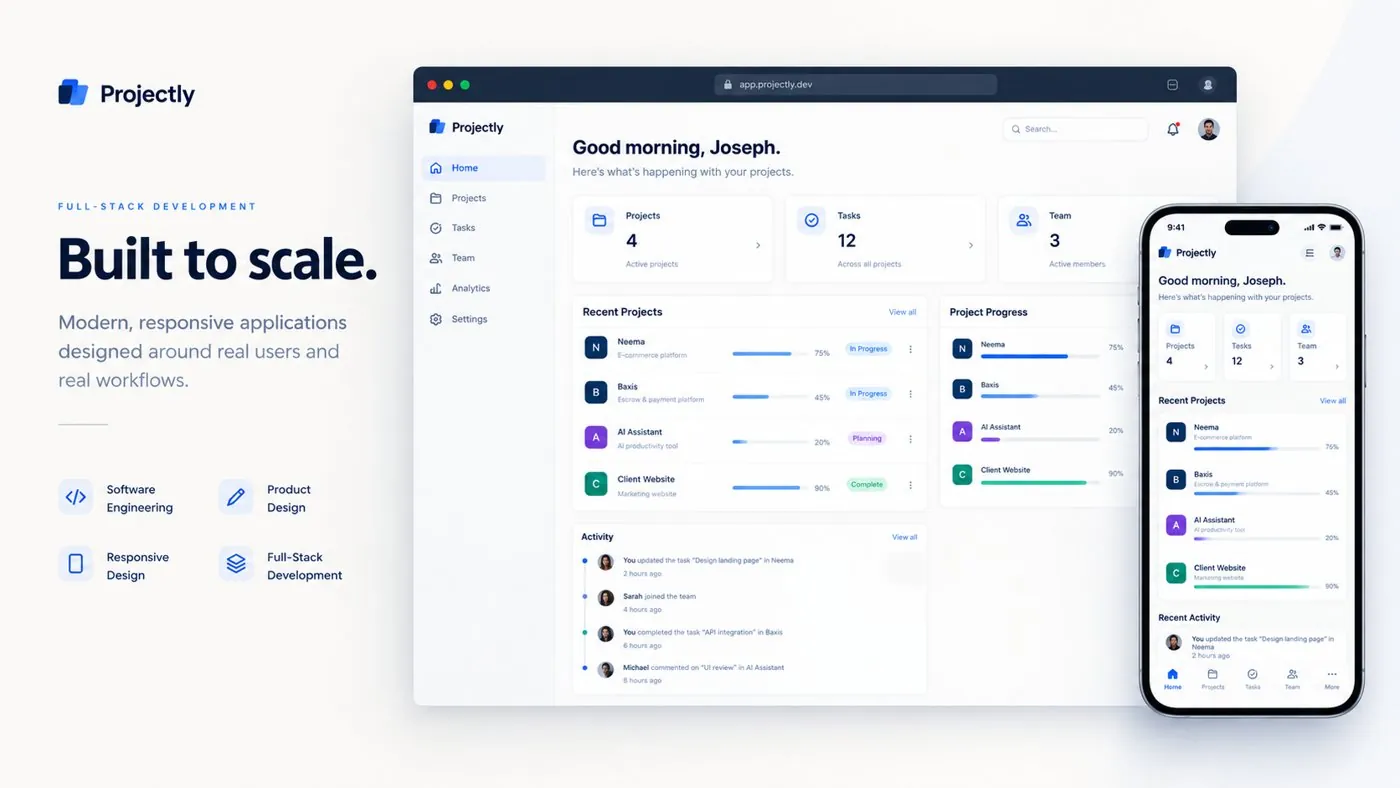 Projectly
FULL-STACK DEVELOPMENT
Built to scale.
Modern, responsive applications
designed around real users and
real workflows.
Software
Engineering
Product
Design
Responsive
Design
Full-Stack
Development
app.projectly.dev
Projectly
Home
Projects
Tasks
Team
Analytics
Settings
Search...
Good morning, Joseph.
Here's what's happening with your projects.
Projects
4
Active projects
Tasks
12
Across all projects
Team
3
Active members
Recent Projects
View all
N
Neema
E-commerce platform
75%
In Progress
B
Baxis
Escrow & payment platform
45%
In Progress
A
AI Assistant
AI productivity tool
20%
Planning
C
Client Website
Marketing website
90%
Complete
Project Progress
N
Neema
75%
B
Baxis
45%
A
AI Assistant
20%
C
Client Website
90%
Activity
View all
You updated the task "Design landing page" in Neema
2 hours ago
Sarah joined the team
4 hours ago
You completed the task "API integration" in Baxis
6 hours ago
Michael commented on "UI review" in AI Assistant
8 hours ago
9:41
Projectly
Good morning, Joseph.
Here's what's happening with your projects.
Projects
4
Tasks
12
Team
3
Recent Projects
View all
N
Neema
E-commerce platform
76%
B
Baxis
Escrow & payment platform
45%
A
AI Assistant
AI productivity tool
20%
C
Client Website
Marketing website
90%
Recent Activity
You updated the task "Design landing page" in
Neema
2 hours ago
Home
Projects
Tasks
Team
More